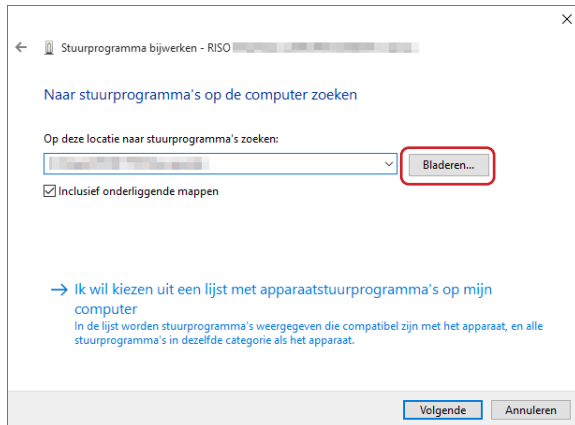 Stuurprogramma bijwerken - RISO
Naar stuurprogramma's op de computer zoeken
Op deze locatie naar stuurprogramma's zoeken:
Bladeren...
Inclusief onderliggende mappen
Ik wil kiezen uit een lijst met apparaatstuurprogramma's op mijn
computer
In de lijst worden stuurprogramma's weergegeven die compatibel zijn met het apparaat, en alle
stuurprogramma's in dezelfde categorie als het apparaat.
Volgende Annuleren